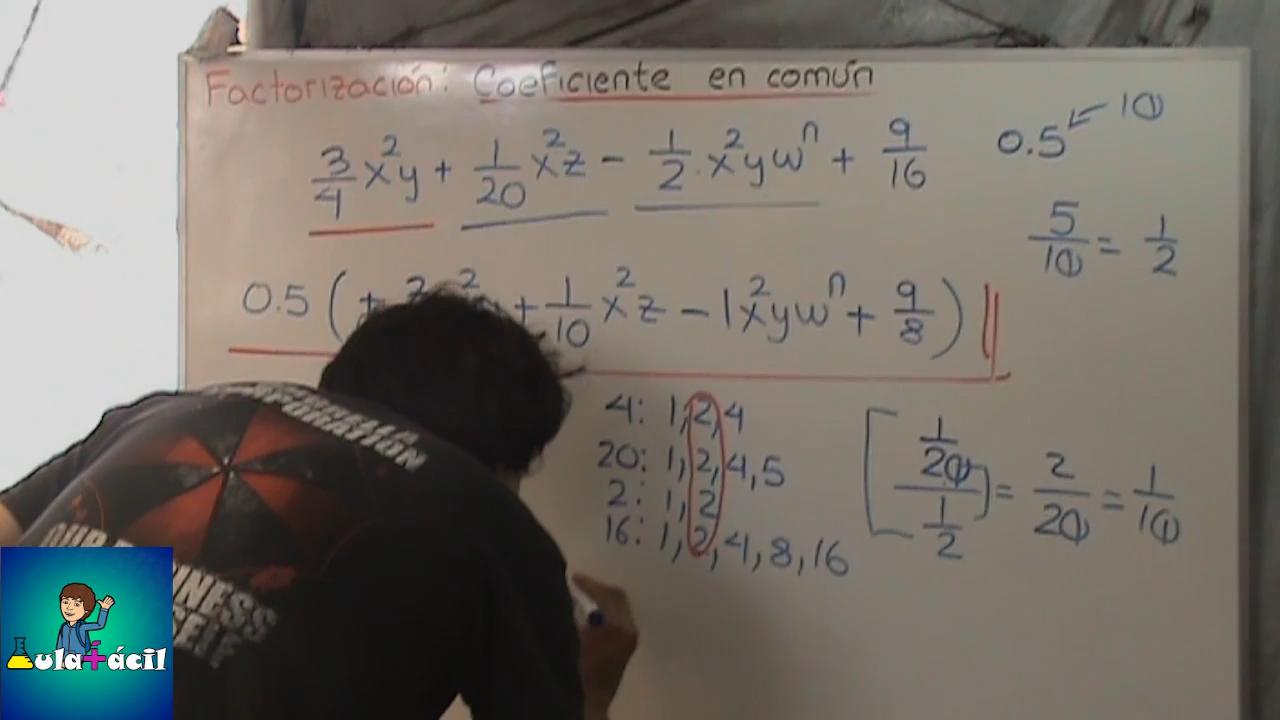 Factorización: Coeficiente en común
3/4 x²y + 1/20 x²z - 1/2 · x²ywⁿ + 9/16
0.5 ← 10
5/10 = 1/2
0.5 ( + + 1/10 x²z - 1x²ywⁿ + 9/8 )
4: 1, 2, 4
20: 1, 2, 4, 5
2: 1, 2
16: 1, 2, 4, 8, 16
[ 1/20 / 1/2 ] = 2/20 = 1/10
Aula+ácil